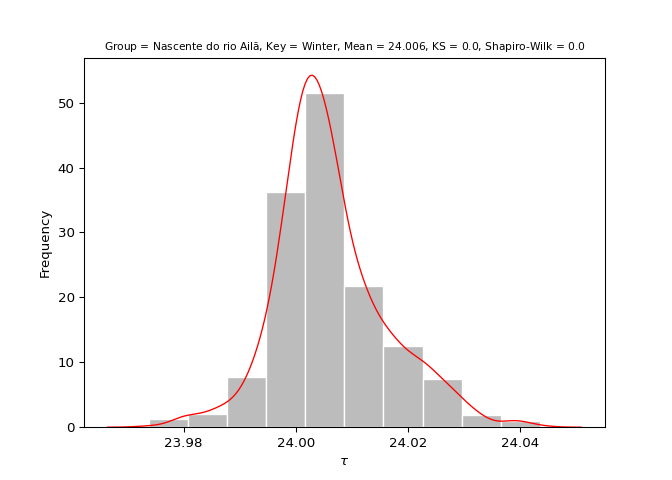 Group = Nascente do rio Ailã, Key = Winter, Mean = 24.006, KS = 0.0, Shapiro-Wilk = 0.0
50
40
30
20
10
0
Frequency
23.98 24.00 24.02 24.04
τ